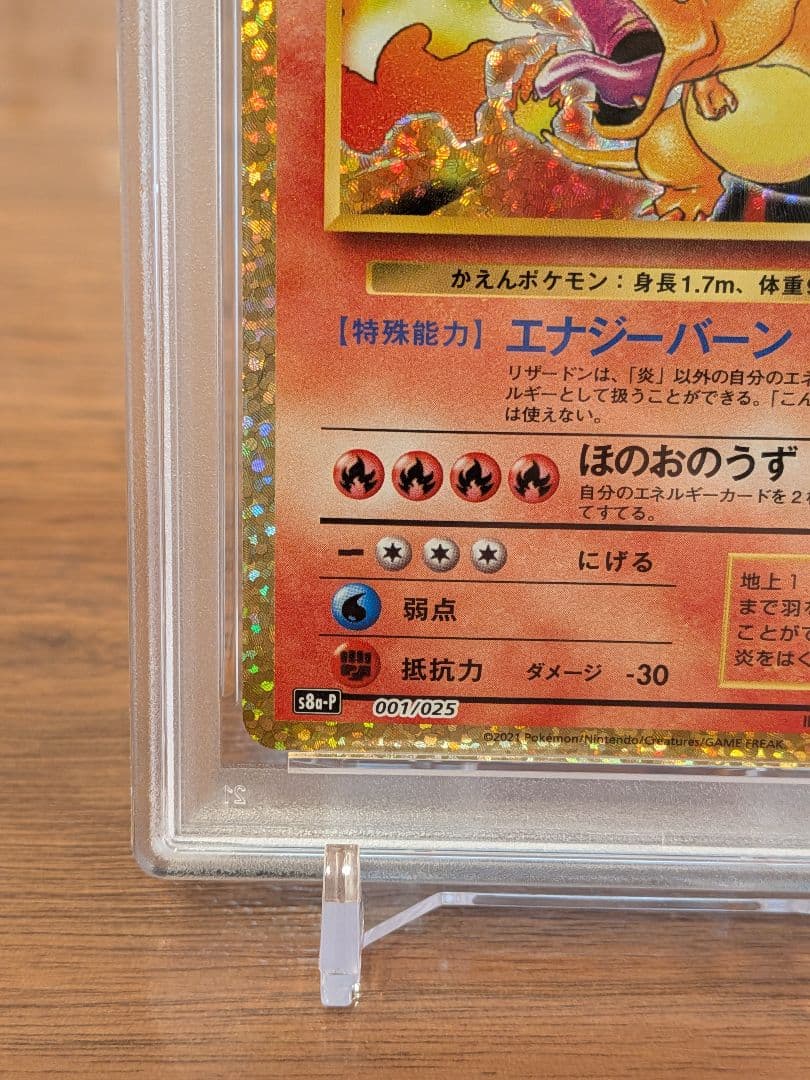 かえんポケモン：身長1.7m、体重
【特殊能力】 エナジーバーン
リザードンは、「炎」以外の自分のエネ
ルギーとして扱うことができる。「こん
は使えない。
ほのおのうず
自分のエネルギーカードを2
てすてる。
にげる
弱点
抵抗力 ダメージ -30
地上1
まで羽
ことがで
炎をはく
s8a-P 001/025
©2021 Pokémon/Nintendo/Creatures/GAME FREAK